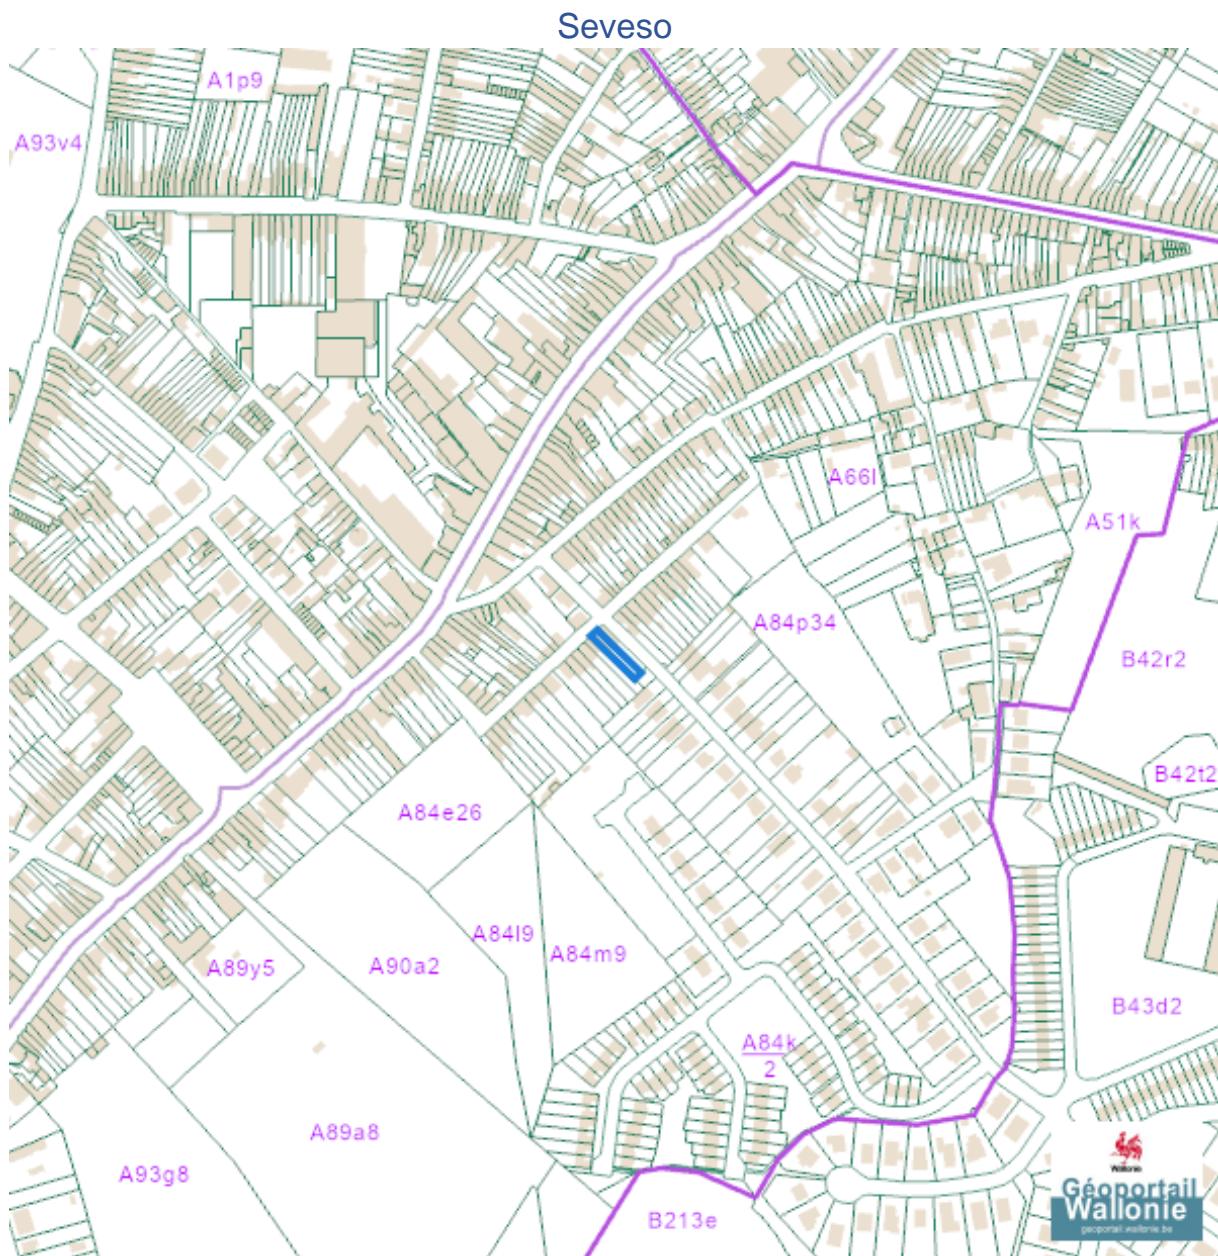 Seveso
A1p9
A93v4
A66l
A51k
A84p34
B42r2
B42t2
A84e26
A84l9
A84m9
A89y5
A90a2
B43d2
A84k
2
A89a8
A93g8
B213e
Wallonie
Géoportail
Wallonie
geoportail.wallonie.be